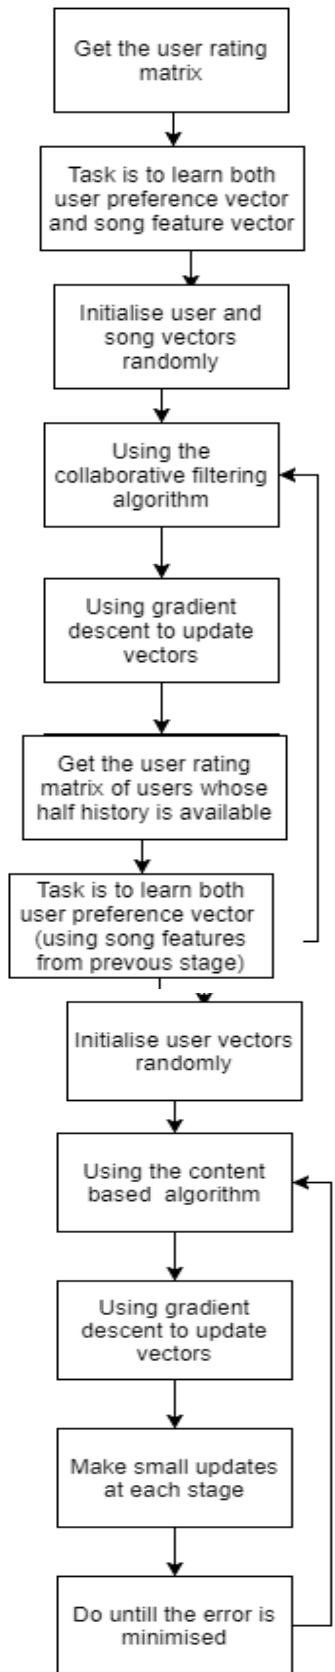 Get the user rating
matrix
Task is to learn both
user preference vector
and song feature vector
Initialise user and
song vectors
randomly
Using the
collaborative filtering
algorithm
Using gradient
descent to update
vectors
Get the user rating
matrix of users whose
half history is available
Task is to learn both
user preference vector
(using song features
from prevous stage)
Initialise user vectors
randomly
Using the content
based algorithm
Using gradient
descent to update
vectors
Make small updates
at each stage
Do untill the error is
minimised